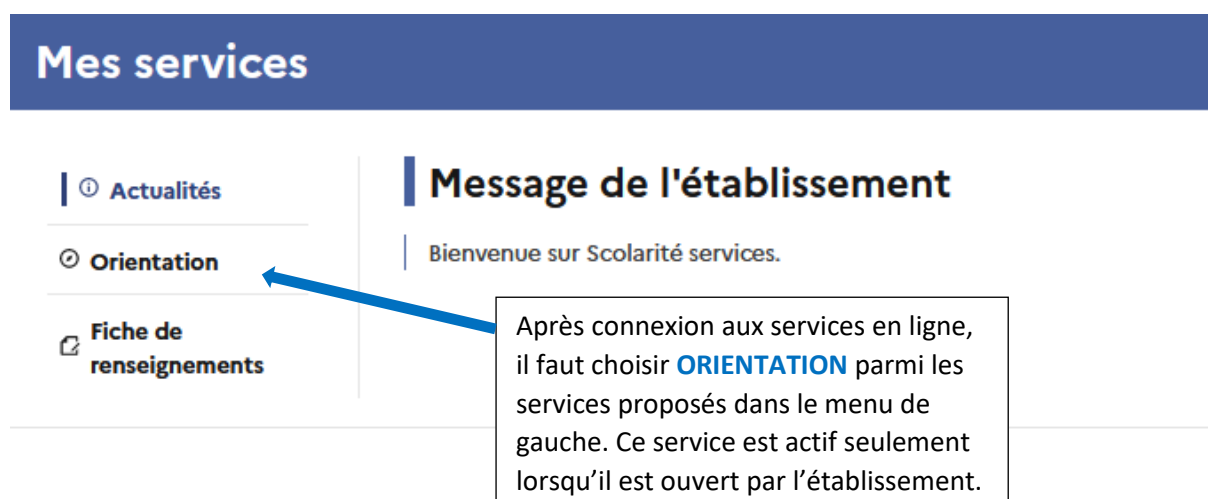 Mes services
Actualités
Orientation
Fiche de
renseignements
Message de l'établissement
Bienvenue sur Scolarité services.
Après connexion aux services en ligne,
il faut choisir ORIENTATION parmi les
services proposés dans le menu de
gauche. Ce service est actif seulement
lorsqu’il est ouvert par l’établissement.